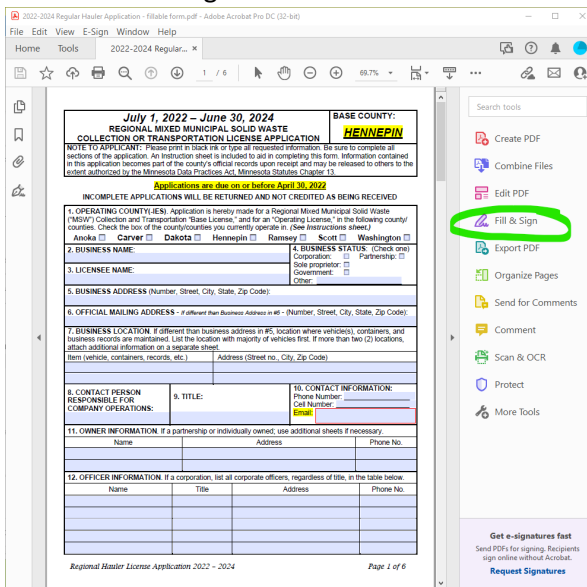 2022-2024 Regular Hauler Application - fillable form.pdf - Adobe Acrobat Pro DC (32-bit)
File Edit View E-Sign Window Help
Home Tools 2022-2024 Regular... ×
1 / 6 69.7%
July 1, 2022 – June 30, 2024
REGIONAL MIXED MUNICIPAL SOLID WASTE
COLLECTION OR TRANSPORTATION LICENSE APPLICATION
BASE COUNTY:
HENNEPIN
NOTE TO APPLICANT: Please print in black ink or type all requested information. Be sure to complete all
sections of the application. An Instruction sheet is included to aid in completing this form. Information contained
in this application becomes part of the county's official records upon receipt and may be released to others to the
extent authorized by the Minnesota Data Practices Act, Minnesota Statutes Chapter 13.
Applications are due on or before April 30, 2022
INCOMPLETE APPLICATIONS WILL BE RETURNED AND NOT CREDITED AS BEING RECEIVED
1. OPERATING COUNTY(-IES). Application is hereby made for a Regional Mixed Municipal Solid Waste
("MSW") Collection and Transportation "Base License," and for an "Operating License," in the following county/
counties. Check the box of the county/counties you currently operate in. (See Instructions sheet.)
Anoka Carver Dakota Hennepin Ramsey Scott Washington
2. BUSINESS NAME:
4. BUSINESS STATUS: (Check one)
Corporation: Partnership:
Sole proprietor:
Government:
Other:
3. LICENSEE NAME:
5. BUSINESS ADDRESS (Number, Street, City, State, Zip Code):
6. OFFICIAL MAILING ADDRESS - If different than Business Address in #5 - (Number, Street, City, State, Zip Code):
7. BUSINESS LOCATION. If different than business address in #5, location where vehicle(s), containers, and
business records are maintained. List the location with majority of vehicles first. If more than two (2) locations,
attach additional information on a separate sheet.
Item (vehicle, containers, records, etc.) Address (Street no., City, Zip Code)
8. CONTACT PERSON
RESPONSIBLE FOR
COMPANY OPERATIONS:
9. TITLE:
10. CONTACT INFORMATION:
Phone Number:
Cell Number:
Email:
11. OWNER INFORMATION. If a partnership or individually owned; use additional sheets if necessary.
Name Address Phone No.
12. OFFICER INFORMATION. If a corporation, list all corporate officers, regardless of title, in the table below.
Name Title Address Phone No.
Regional Hauler License Application 2022 – 2024 Page 1 of 6
Search tools
Create PDF
Combine Files
Edit PDF
Fill & Sign
Export PDF
Organize Pages
Send for Comments
Comment
Scan & OCR
Protect
More Tools
Get e-signatures fast
Send PDFs for signing. Recipients
sign online without Acrobat.
Request Signatures